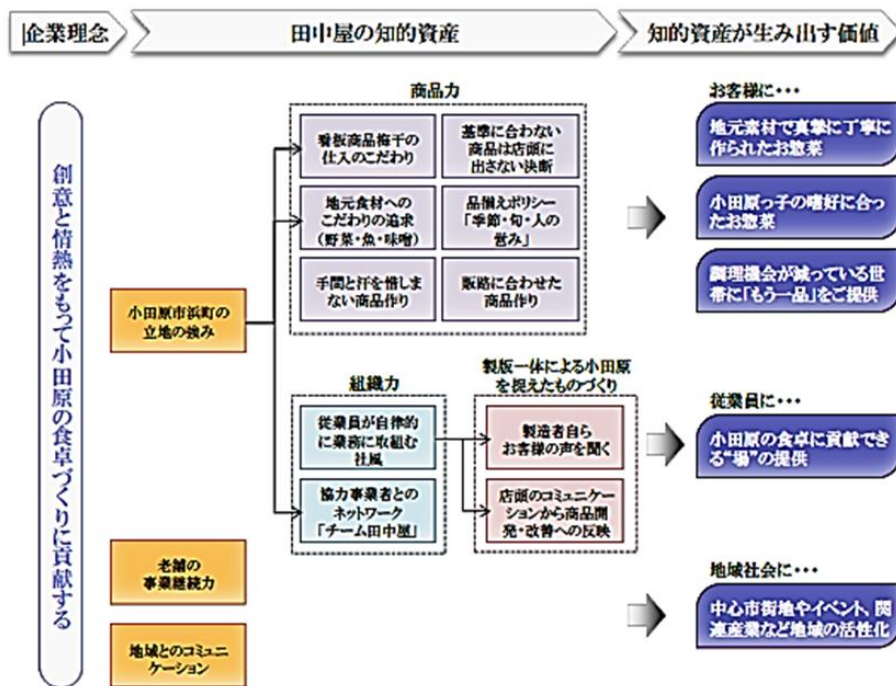 企業理念
田中屋の知的資産
知的資産が生み出す価値
創意と情熱をもって小田原の食卓づくりに貢献する
小田原市浜町の
立地の強み
老舗の
事業継続力
地域とのコミュニ
ケーション
商品力
看板商品梅干の
仕入のこだわり
基準に合わない
商品は店頭に
出さない決断
地元食材への
こだわりの追求
(野菜・魚・味噌)
品揃えポリシー
「季節・旬・人の
営み」
手間と汗を惜しま
ない商品作り
販路に合わせた
商品作り
組織力
従業員が自律的
に業務に取組む
社風
協力事業者との
ネットワーク
「チーム田中屋」
製版一体による小田原
を捉えたものづくり
製造者自ら
お客様の声を聞く
店頭のコミュニケー
ションから商品開
発・改善への反映
お客様に・・・
地元素材で真摯に丁寧に
作られたお惣菜
小田原っ子の嗜好に合っ
たお惣菜
調理機会が減っている世
帯に「もう一品」をご提供
従業員に・・・
小田原の食卓に貢献できる
る“場”の提供
地域社会に・・・
中心市街地やイベント、関
連産業など地域の活性化